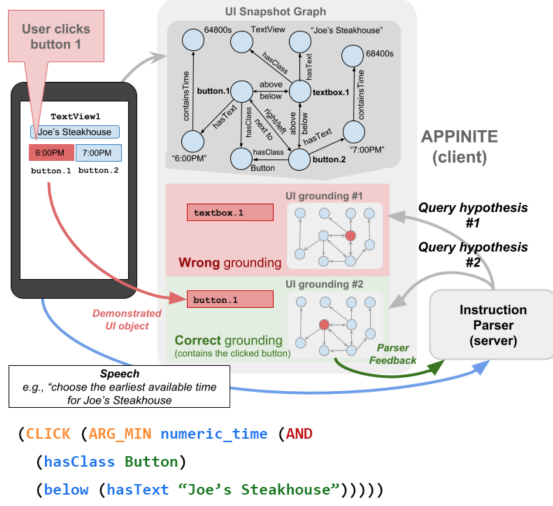 User clicks
button 1
UI Snapshot Graph
64800s
TextView
“Joe’s Steakhouse”
68400s
hasClass
hasText
containsTime
containsTime
button.1
above
below
textbox.1
hasText
hasClass
right/left
next to
above
below
hasText
hasClass
“6:00PM”
Button
button.2
“7:00PM”
TextView1
Joe’s Steakhouse
6:00PM
7:00PM
button.1
button.2
APPINITE
(client)
UI grounding #1
textbox.1
Wrong grounding
Query hypothesis
#1
UI grounding #2
button.1
Query hypothesis
#2
Demonstrated
UI object
Correct grounding
(contains the clicked button)
Parser
Feedback
Instruction
Parser
(server)
Speech
e.g., “choose the earliest available time
for Joe’s Steakhouse
(CLICK (ARG_MIN numeric_time (AND
(hasClass Button)
(below (hasText “Joe’s Steakhouse”)))))